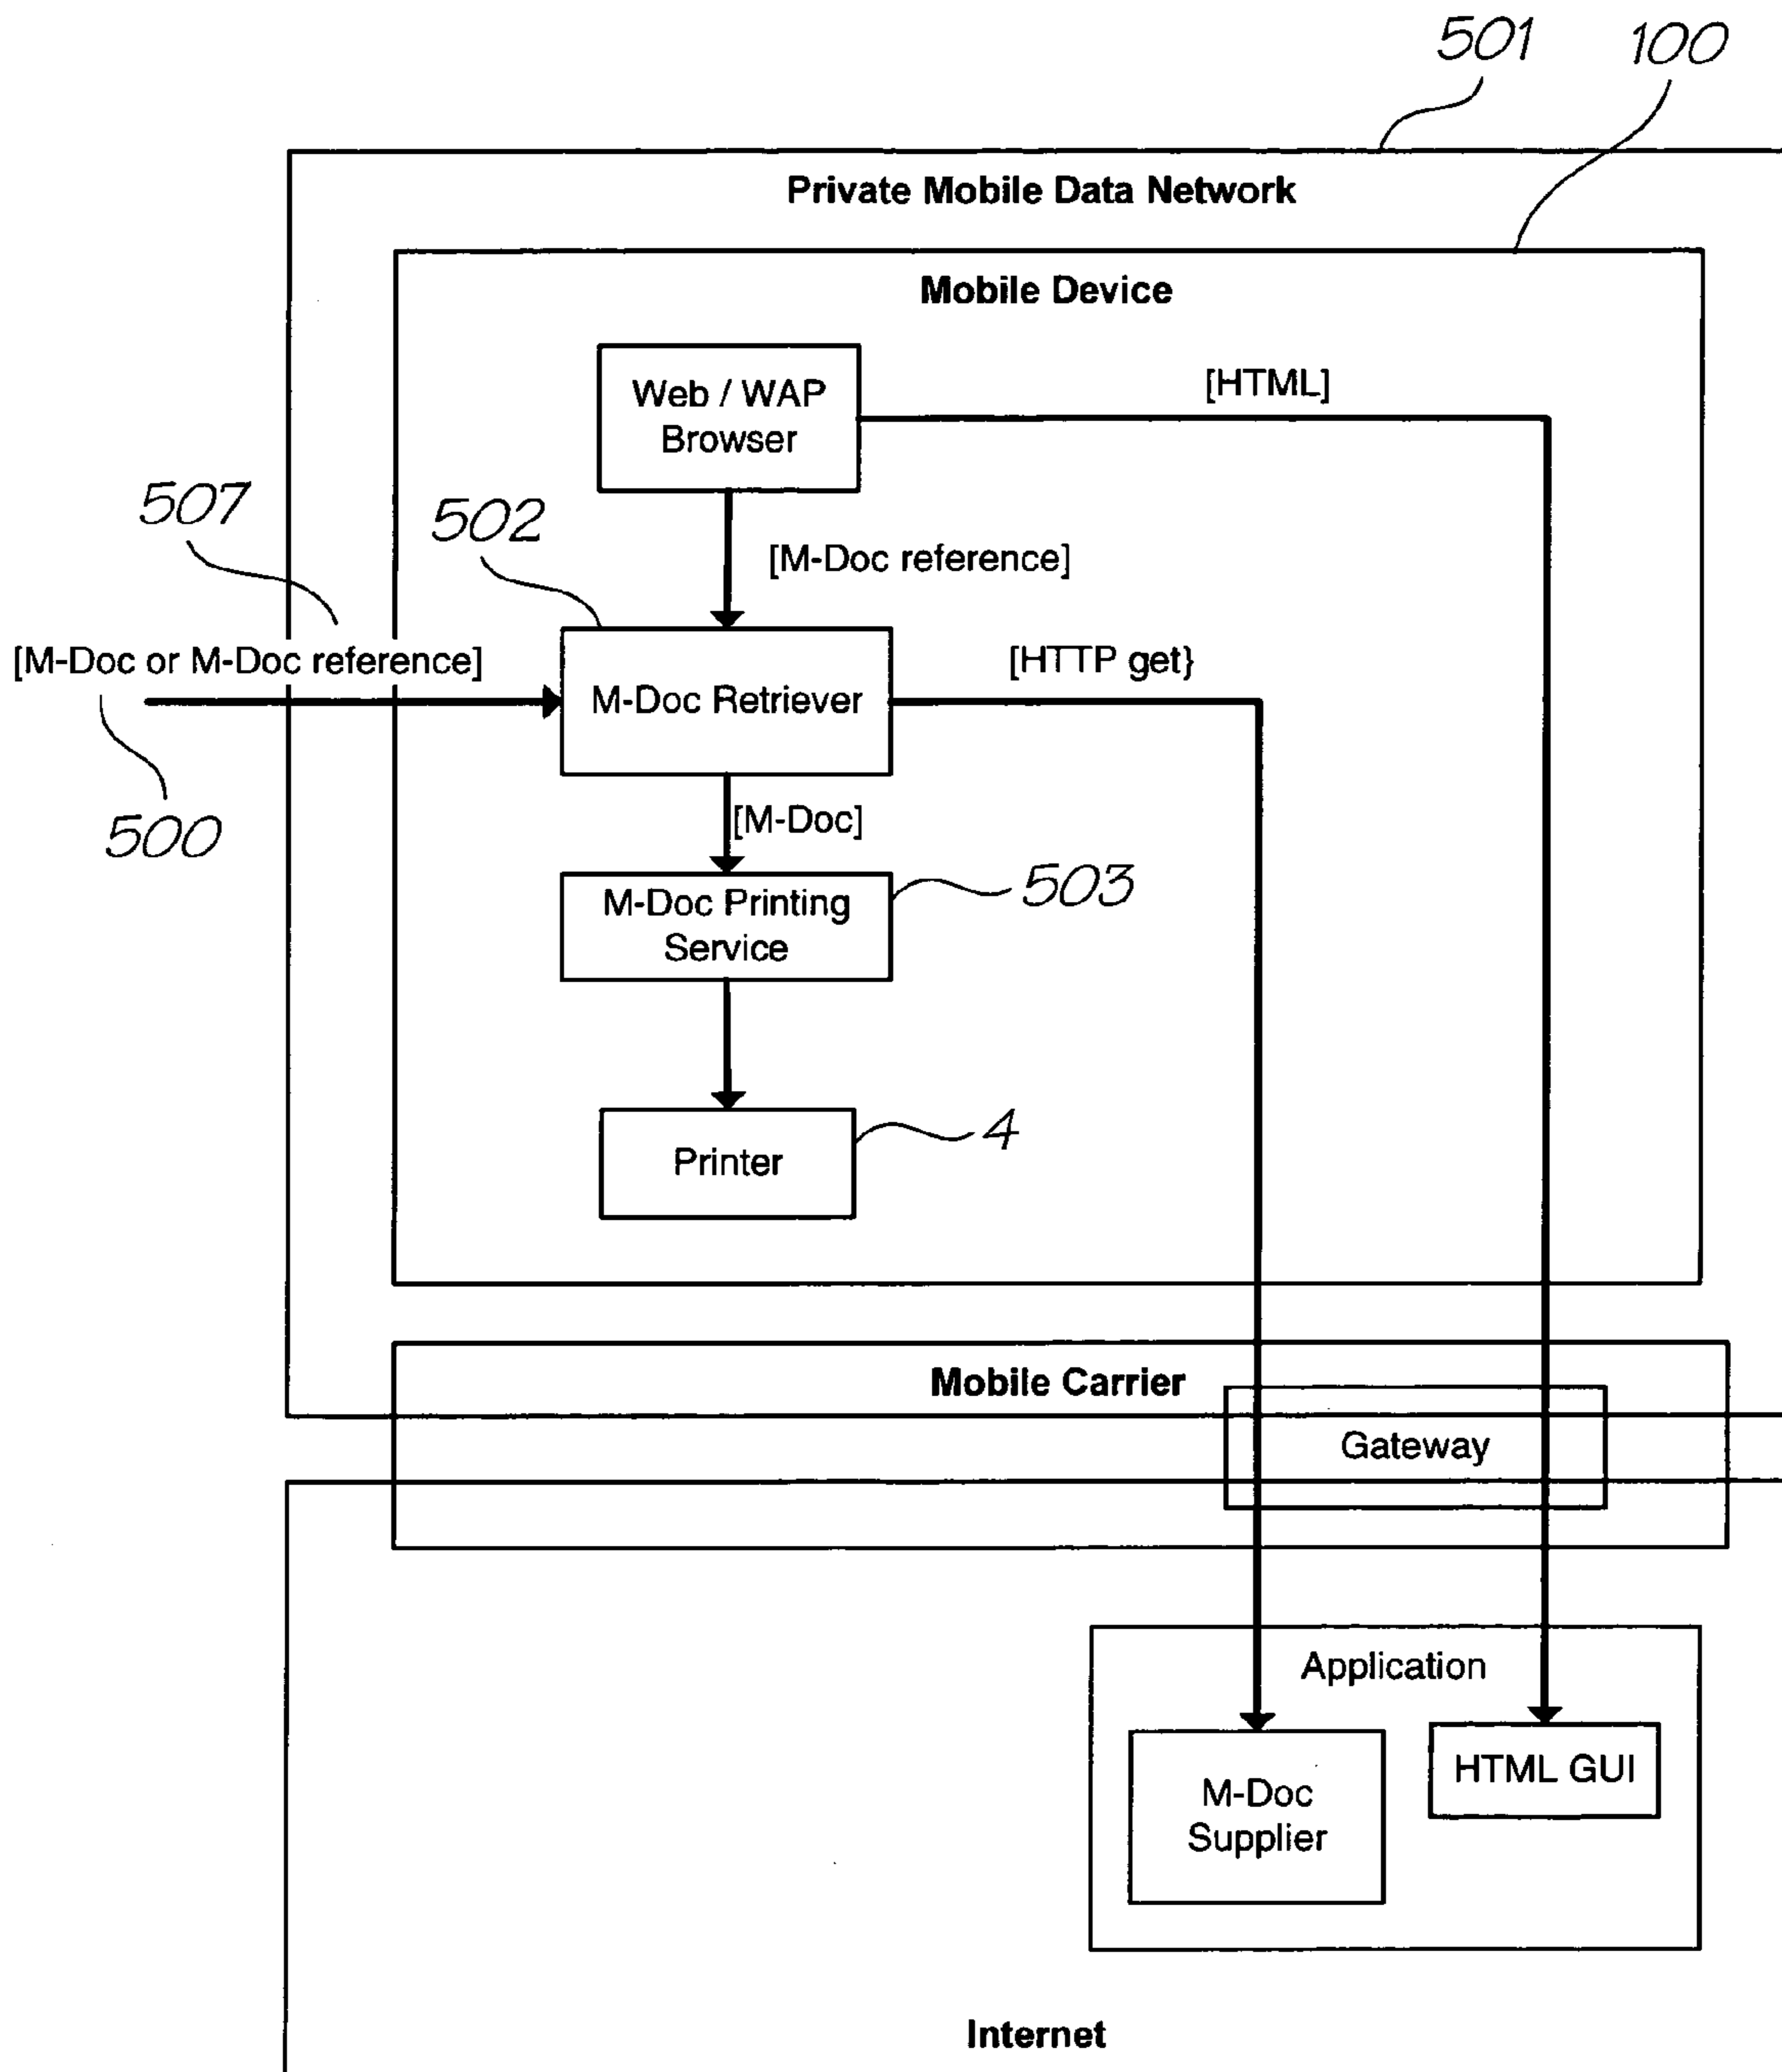 501
100
Private Mobile Data Network
Mobile Device
Web / WAP
Browser
[HTML]
507
502
[M-Doc reference]
[M-Doc or M-Doc reference]
M-Doc Retriever
[HTTP get}
500
[M-Doc]
M-Doc Printing
Service
503
Printer
4
Mobile Carrier
Gateway
Application
M-Doc
Supplier
HTML GUI
Internet